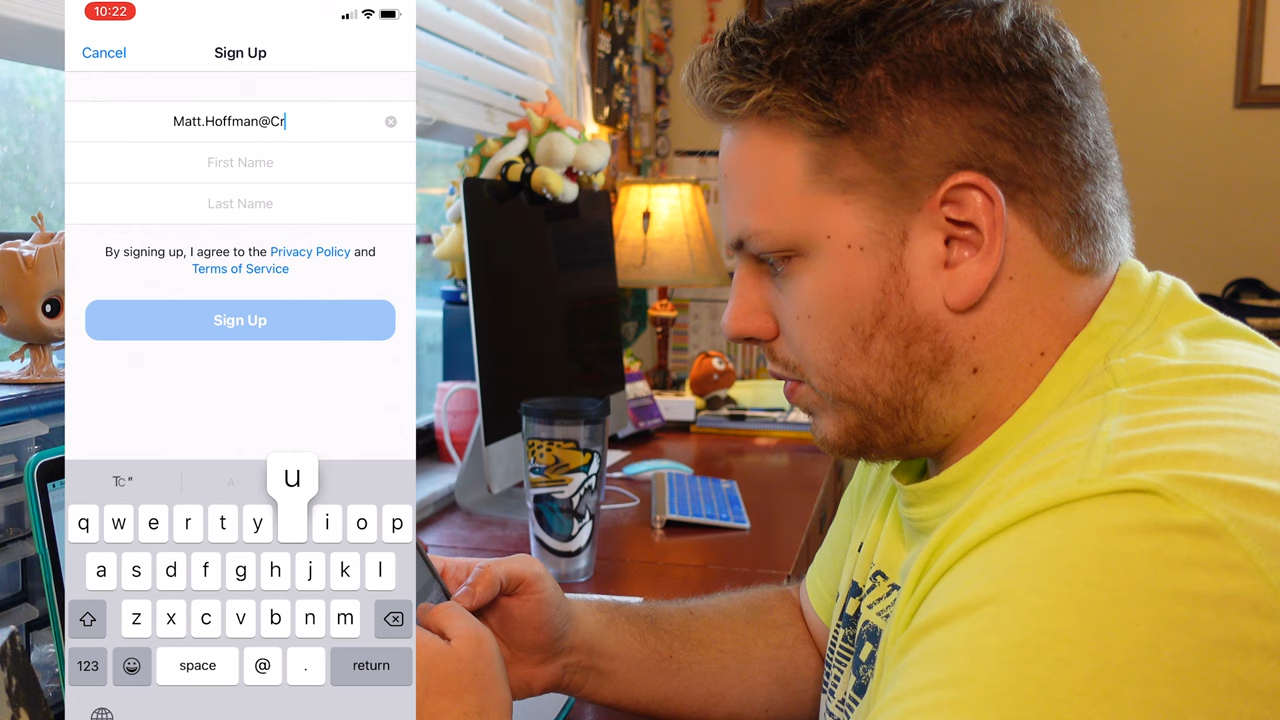 10:22
Cancel Sign Up
Matt.Hoffman@Cr
First Name
Last Name
By signing up, I agree to the Privacy Policy and
Terms of Service
Sign Up
u
q w e r t y i o p
a s d f g h j k l
z x c v b n m
123 space @ . return